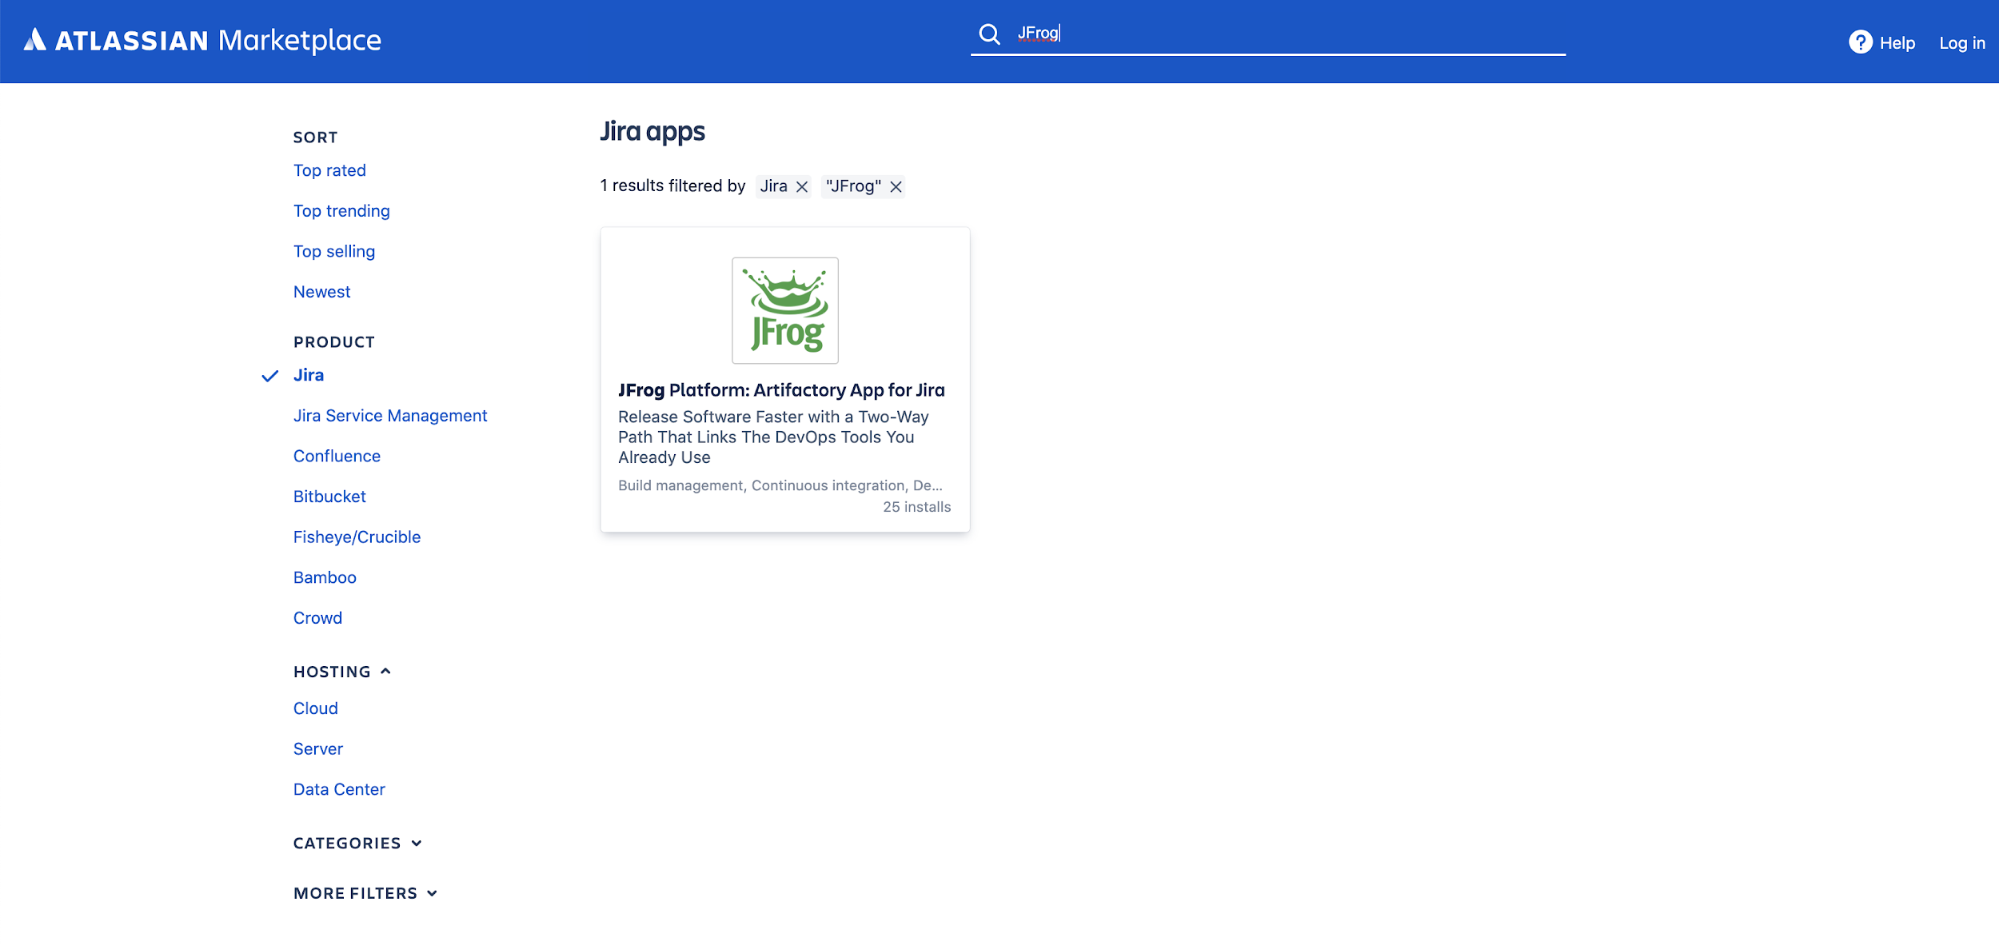 ATLASSIAN Marketplace
JFrog
Help
Log in
SORT
Top rated
Top trending
Top selling
Newest
PRODUCT
Jira
Jira Service Management
Confluence
Bitbucket
Fisheye/Crucible
Bamboo
Crowd
HOSTING
Cloud
Server
Data Center
CATEGORIES
MORE FILTERS
Jira apps
1 results filtered by Jira "JFrog"
JFrog
JFrog Platform: Artifactory App for Jira
Release Software Faster with a Two-Way
Path That Links The DevOps Tools You
Already Use
Build management, Continuous integration, De...
25 installs